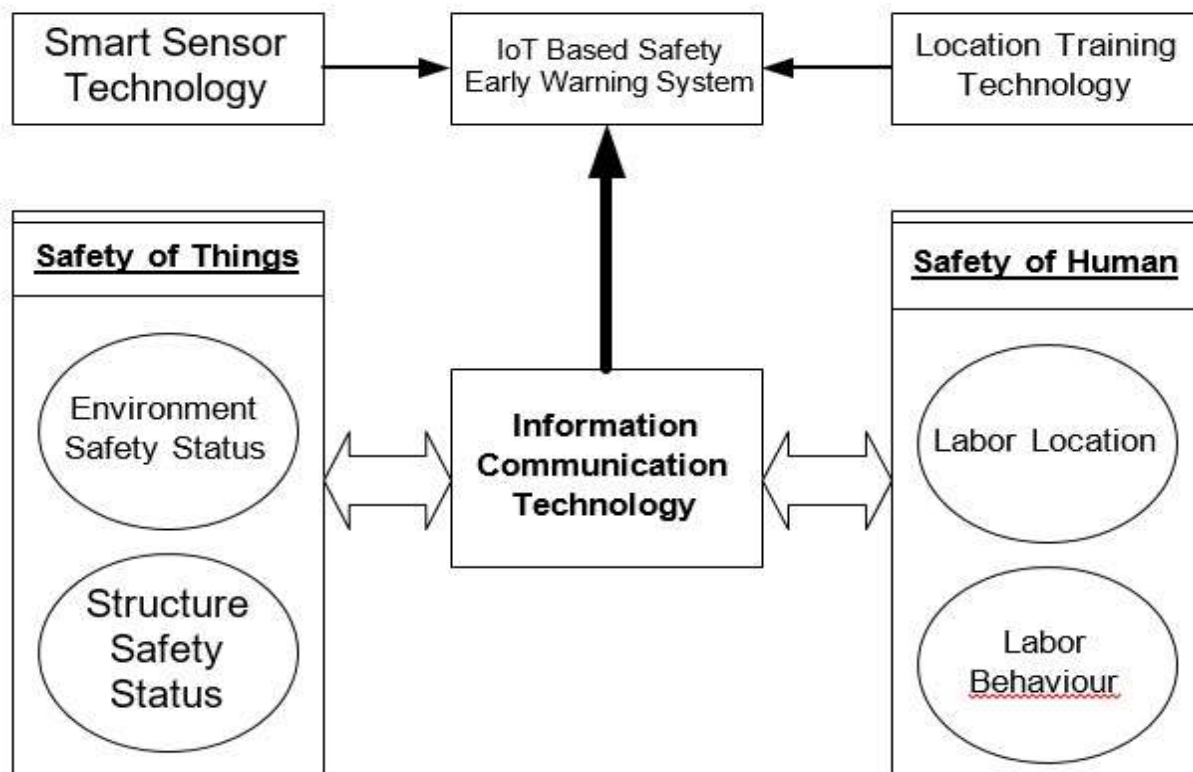 Smart Sensor
Technology
IoT Based Safety
Early Warning System
Location Training
Technology
Safety of Things
Environment
Safety Status
Structure
Safety
Status
Information
Communication
Technology
Safety of Human
Labor Location
Labor
Behaviour